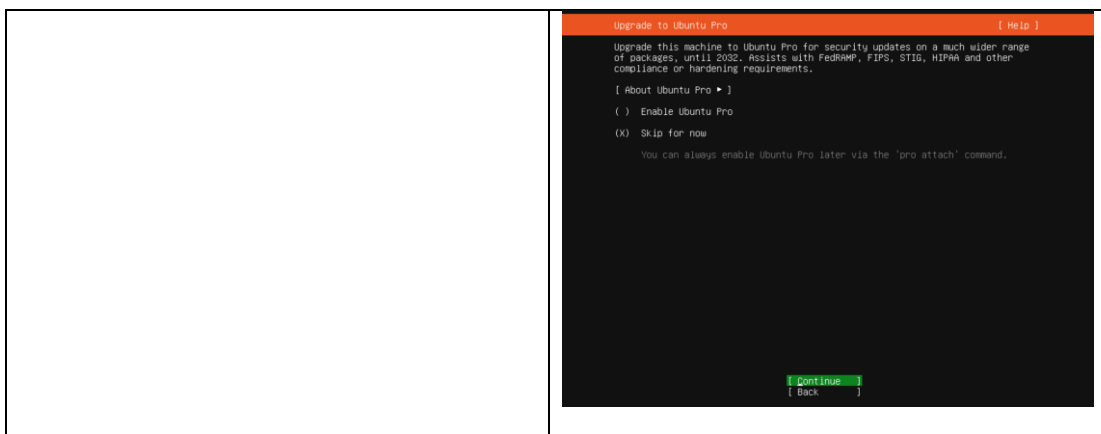 Upgrade to Ubuntu Pro [ Help ]
Upgrade this machine to Ubuntu Pro for security updates on a much wider range
of packages, until 2032. Assists with FedRAMP, FIPS, STIG, HIPAA and other
compliance or hardening requirements.
[ About Ubuntu Pro ► ]
( ) Enable Ubuntu Pro
(X) Skip for now
You can always enable Ubuntu Pro later via the 'pro attach' command.
[ Continue ]
[ Back ]